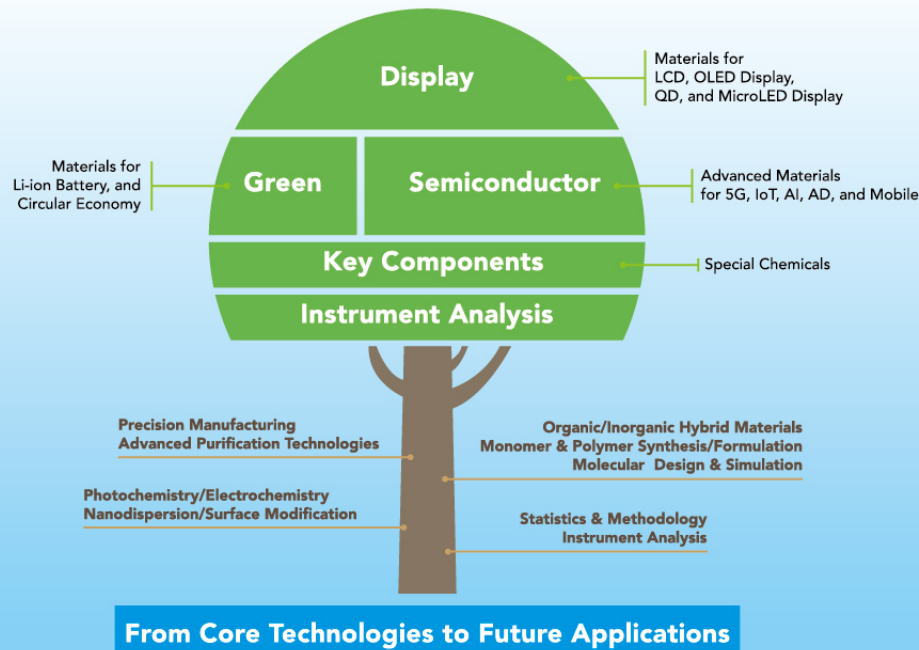 Display
Materials for
LCD, OLED Display,
QD, and MicroLED Display
Materials for
Li-ion Battery, and
Circular Economy
Green
Semiconductor
Advanced Materials
for 5G, IoT, AI, AD, and Mobile
Key Components
Special Chemicals
Instrument Analysis
Precision Manufacturing
Advanced Purification Technologies
Organic/Inorganic Hybrid Materials
Monomer & Polymer Synthesis/Formulation
Molecular Design & Simulation
Photochemistry/Electrochemistry
Nanodispersion/Surface Modification
Statistics & Methodology
Instrument Analysis
From Core Technologies to Future Applications